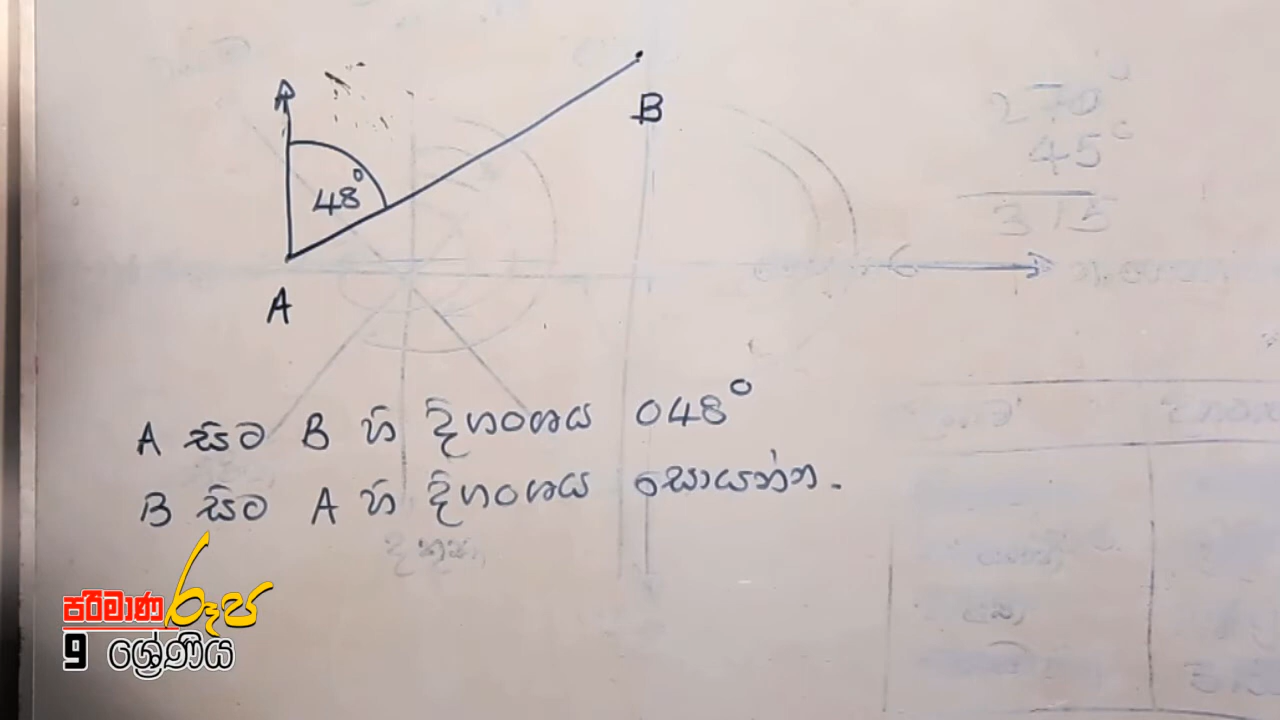 48°
B
A
270°
45°
315
A සිට B හි දිගංශය 048°
B සිට A හි දිගංශය සොයන්න.
පරිමාණ රූප
9 ශ්‍රේණිය